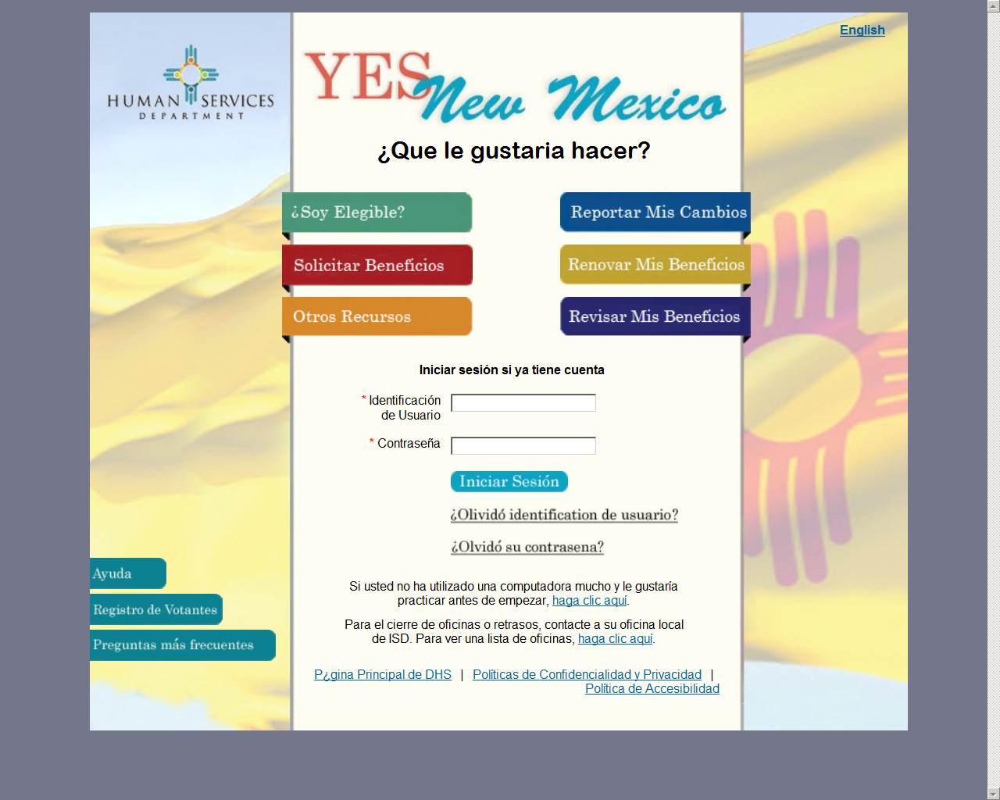 English
HUMAN SERVICES
DEPARTMENT
YES New Mexico
¿Que le gustaria hacer?
¿Soy Elegible?
Reportar Mis Cambios
Solicitar Beneficios
Renovar Mis Beneficios
Otros Recursos
Revisar Mis Beneficios
Iniciar sesión si ya tiene cuenta
* Identificación
de Usuario
* Contraseña
Iniciar Sesión
¿Olividó identification de usuario?
¿Olvidó su contrasena?
Ayuda
Registro de Votantes
Preguntas más frecuentes
Si usted no ha utilizado una computadora mucho y le gustaría
practicar antes de empezar, haga clic aquí.
Para el cierre de oficinas o retrasos, contacte a su oficina local
de ISD. Para ver una lista de oficinas, haga clic aquí.
P¿gina Principal de DHS | Políticas de Confidencialidad y Privacidad |
Política de Accesibilidad